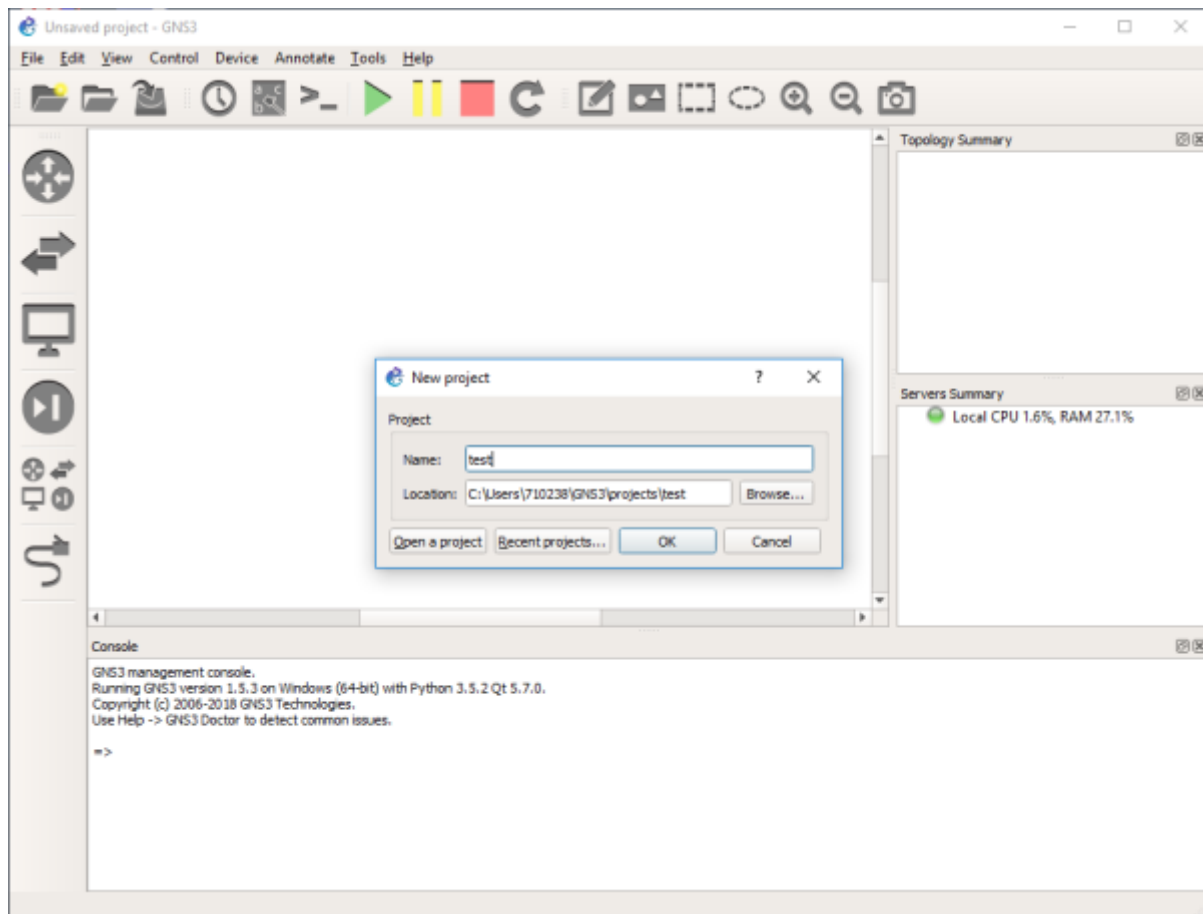 Unsaved project - GNS3
File Edit View Control Device Annotate Tools Help
Topology Summary
Servers Summary
Local CPU 1.6%, RAM 27.1%
New project
Project
Name: test
Location: C:\Users\710238\GNS3\projects\test Browse...
Open a project Recent projects... OK Cancel
Console
GNS3 management console.
Running GNS3 version 1.5.3 on Windows (64-bit) with Python 3.5.2 Qt 5.7.0.
Copyright (c) 2006-2018 GNS3 Technologies.
Use Help -> GNS3 Doctor to detect common issues.
=>